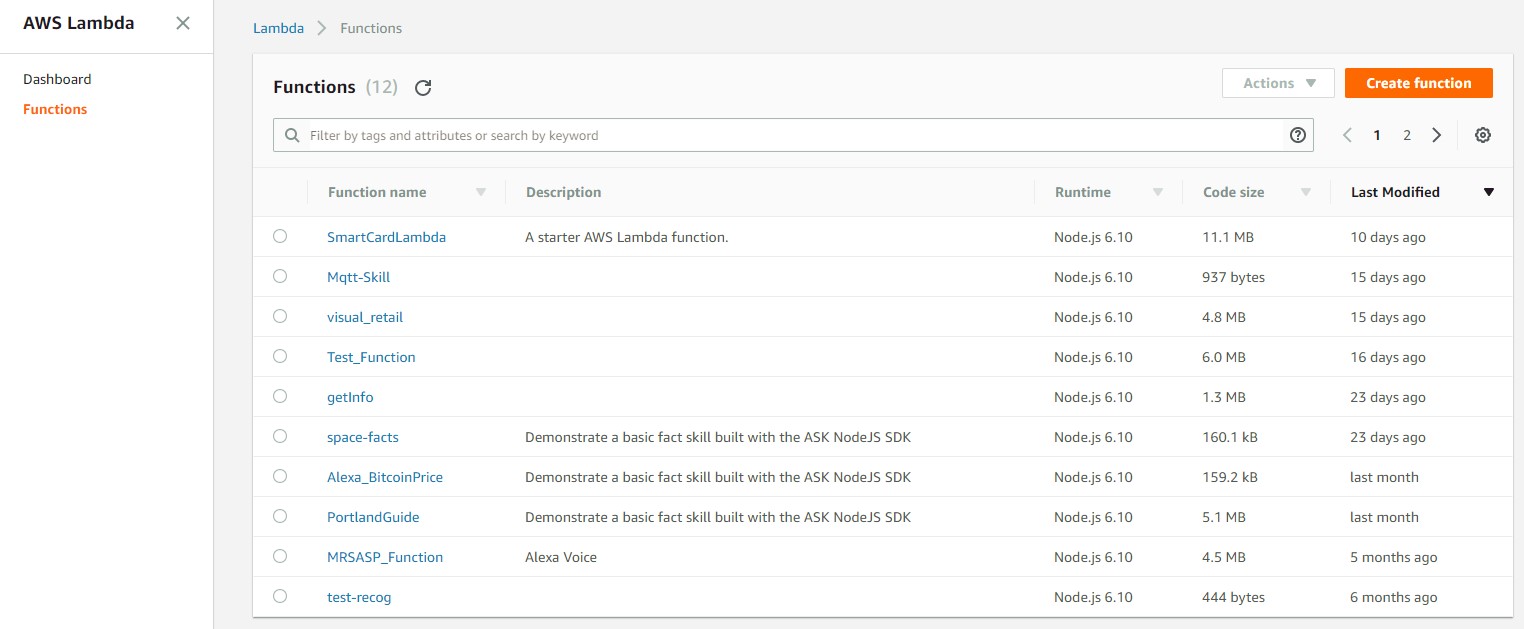 AWS Lambda
Dashboard
Functions
Lambda Functions
Functions (12)
Actions
Create function
Filter by tags and attributes or search by keyword
1 2
Function name Description Runtime Code size Last Modified
SmartCardLambda A starter AWS Lambda function. Node.js 6.10 11.1 MB 10 days ago
Mqtt-Skill Node.js 6.10 937 bytes 15 days ago
visual_retail Node.js 6.10 4.8 MB 15 days ago
Test_Function Node.js 6.10 6.0 MB 16 days ago
getInfo Node.js 6.10 1.3 MB 23 days ago
space-facts Demonstrate a basic fact skill built with the ASK NodeJS SDK Node.js 6.10 160.1 kB 23 days ago
Alexa_BitcoinPrice Demonstrate a basic fact skill built with the ASK NodeJS SDK Node.js 6.10 159.2 kB last month
PortlandGuide Demonstrate a basic fact skill built with the ASK NodeJS SDK Node.js 6.10 5.1 MB last month
MRSASP_Function Alexa Voice Node.js 6.10 4.5 MB 5 months ago
test-recog Node.js 6.10 444 bytes 6 months ago